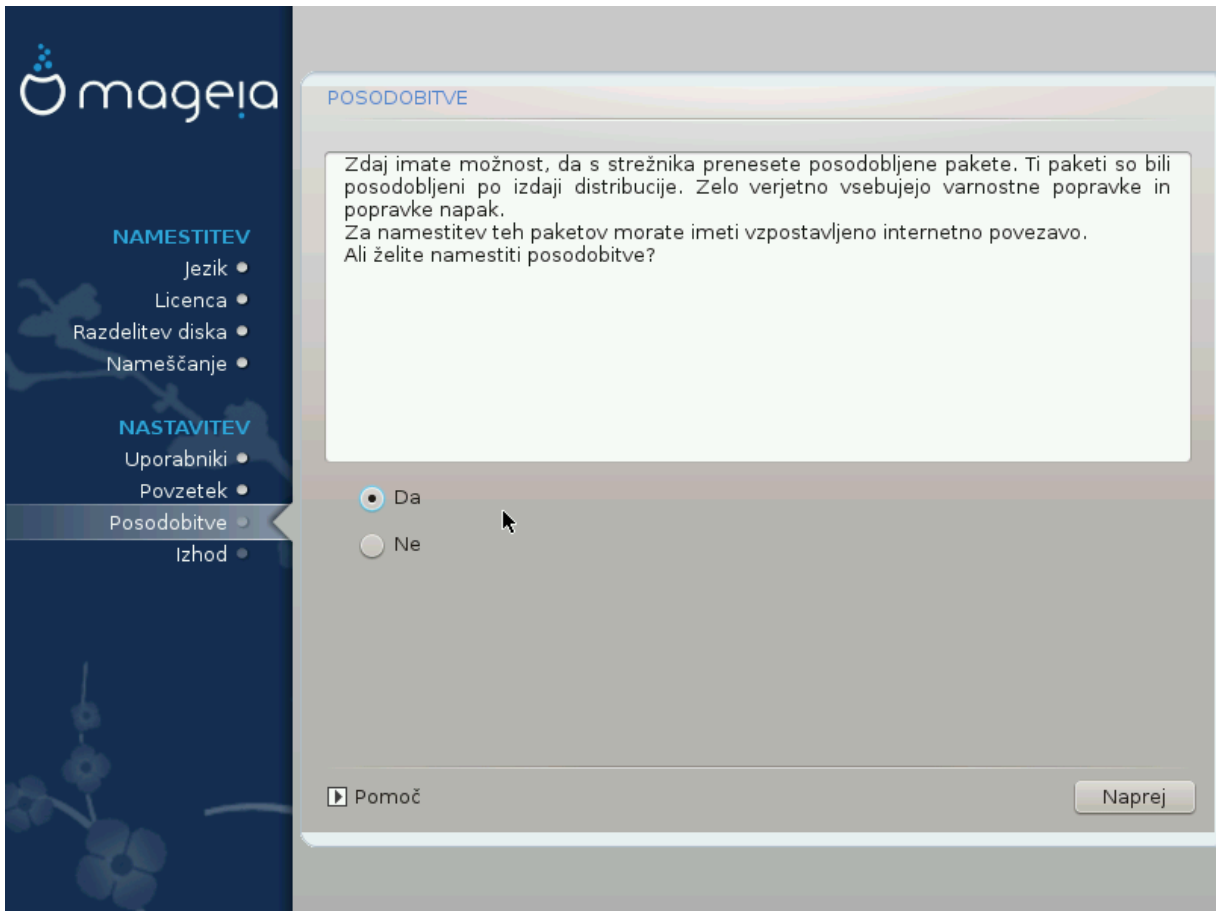 mageia
NAMESTITEV
Jezik
Licenca
Razdelitev diska
Nameščanje
NASTAVITEV
Uporabniki
Povzetek
Posodobitve
Izhod
POSODOBITVE
Zdaj imate možnost, da s strežnika prenesete posodobljene pakete. Ti paketi so bili
posodobljeni po izdaji distribucije. Zelo verjetno vsebujejo varnostne popravke in
popravke napak.
Za namestitev teh paketov morate imeti vzpostavljeno internetno povezavo.
Ali želite namestiti posodobitve?
Da
Ne
Pomoč
Naprej